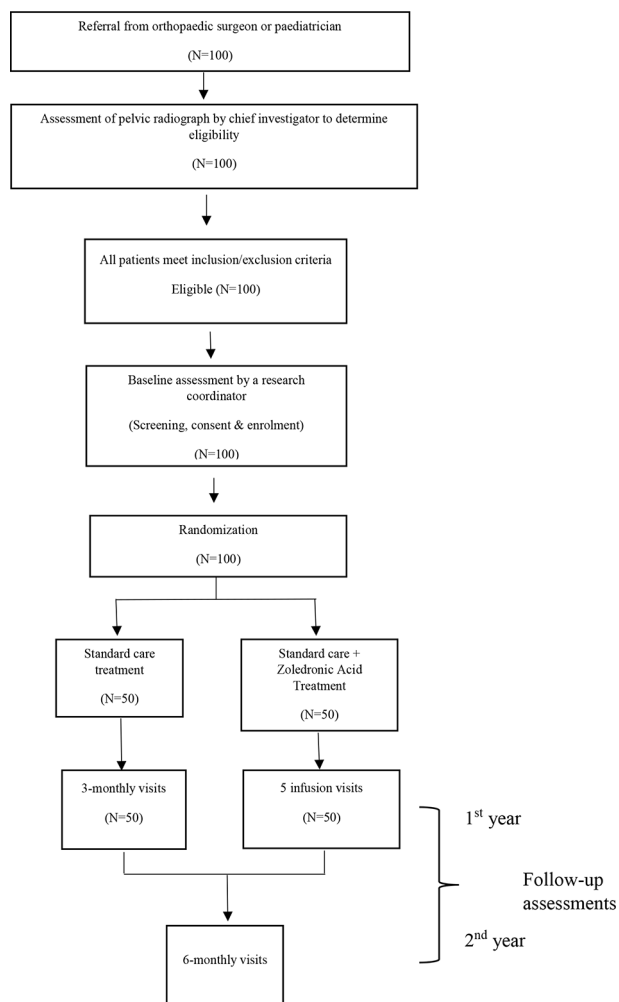 Referral from orthopaedic surgeon or paediatrician
(N=100)
Assessment of pelvic radiograph by chief investigator to determine
eligibility
(N=100)
All patients meet inclusion/exclusion criteria
Eligible (N=100)
Baseline assessment by a research
coordinator
(Screening, consent & enrolment)
(N=100)
Randomization
(N=100)
Standard care
treatment
(N=50)
Standard care +
Zoledronic Acid
Treatment
(N=50)
3-monthly visits
(N=50)
5 infusion visits
(N=50)
1st year
Follow-up
assessments
2nd year
6-monthly visits